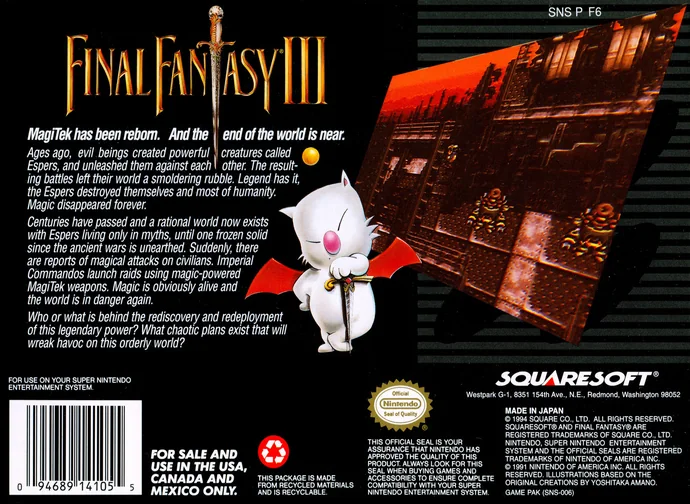 SNS P F6
FINAL FANTASY III
MagiTek has been reborn. And the end of the world is near.
Ages ago, evil beings created powerful creatures called
Espers, and unleashed them against each other. The result-
ing battles left their world a smoldering rubble. Legend has it,
the Espers destroyed themselves and most of humanity.
Magic disappeared forever.
Centuries have passed and a rational world now exists
with Espers living only in myths, until one frozen solid
since the ancient wars is unearthed. Suddenly, there
are reports of magical attacks on civilians. Imperial
Commandos launch raids using magic-powered
MagiTek weapons. Magic is obviously alive and
the world is in danger again.
Who or what is behind the rediscovery and redeployment
of this legendary power? What chaotic plans exist that will
wreak havoc on this orderly world?
FOR USE ON YOUR SUPER NINTENDO
ENTERTAINMENT SYSTEM.
0 94689 14105 5
FOR SALE AND
USE IN THE USA,
CANADA AND
MEXICO ONLY.
THIS PACKAGE IS MADE
FROM RECYCLED MATERIALS
AND IS RECYCLABLE.
Official
Nintendo
Seal of Quality
THIS OFFICIAL SEAL IS YOUR
ASSURANCE THAT NINTENDO HAS
APPROVED THE QUALITY OF THIS
PRODUCT. ALWAYS LOOK FOR THIS
SEAL WHEN BUYING GAMES AND
ACCESSORIES TO ENSURE COMPLETE
COMPATIBILITY WITH YOUR SUPER
NINTENDO ENTERTAINMENT SYSTEM.
SQUARESOFT®
Westpark G-1, 8351 154th Ave., N.E., Redmond, Washington 98052
MADE IN JAPAN
© 1994 SQUARE CO., LTD. ALL RIGHTS RESERVED.
SQUARESOFT® AND FINAL FANTASY® ARE
REGISTERED TRADEMARKS OF SQUARE CO., LTD.
NINTENDO, SUPER NINTENDO ENTERTAINMENT
SYSTEM AND THE OFFICIAL SEALS ARE REGISTERED
TRADEMARKS OF NINTENDO OF AMERICA INC.
© 1991 NINTENDO OF AMERICA INC. ALL RIGHTS
RESERVED. ILLUSTRATIONS BASED ON THE
ORIGINAL CREATIONS BY YOSHITAKA AMANO.
GAME PAK (SNS-006)